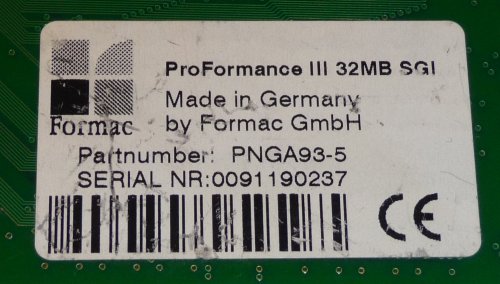 ProFormance III 32MB SGI
Made in Germany
by Formac GmbH
Formac
Partnumber: PNGA93-5
SERIAL NR:0091190237
CE